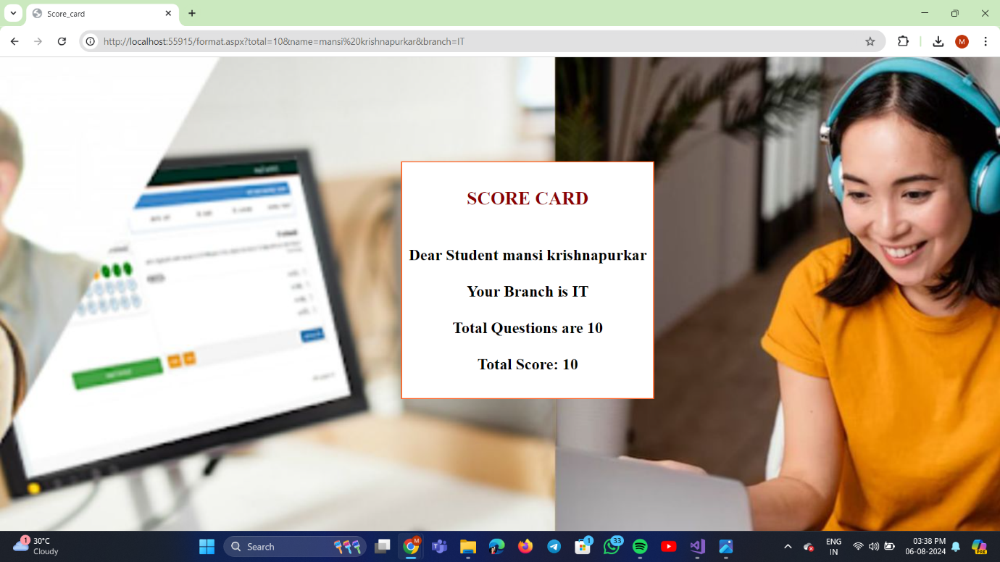 Score_card
http://localhost:55915/format.aspx?total=10&name=mansi%20krishnapurkar&branch=IT
M
SCORE CARD
Dear Student mansi krishnapurkar
Your Branch is IT
Total Questions are 10
Total Score: 10
1
30°C
Cloudy
Search
M
1
33
ENG
IN
03:38 PM
06-08-2024
PRE